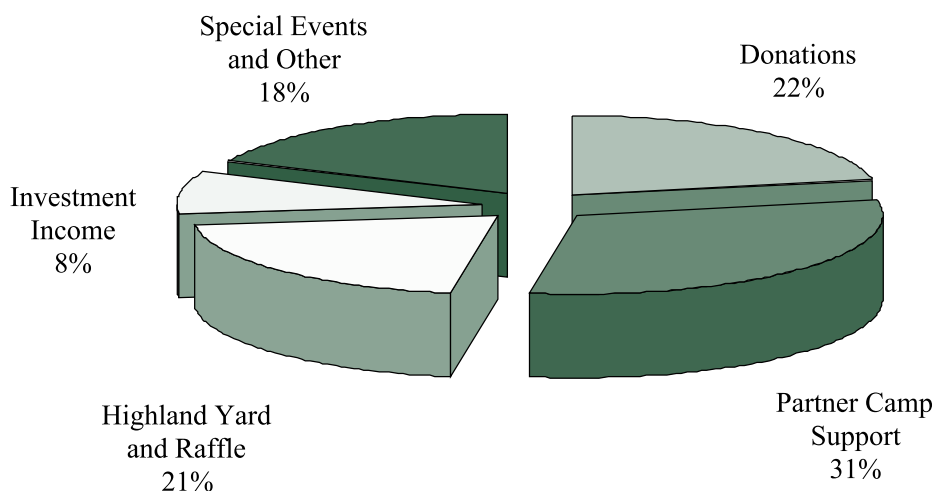 Special Events
and Other
18%
Donations
22%
Investment
Income
8%
Highland Yard
and Raffle
21%
Partner Camp
Support
31%